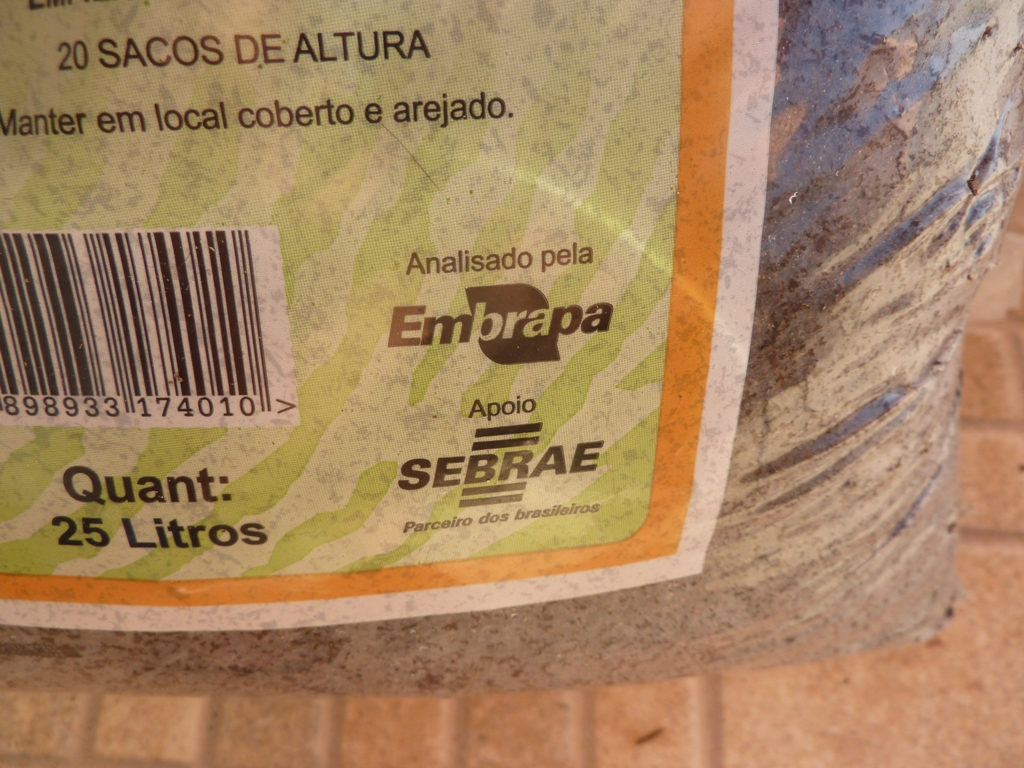 20 SACOS DE ALTURA
Manter em local coberto e arejado.
898933 174010 >
Analisado pela
Embrapa
Apoio
SEBRAE
Parceiro dos brasileiros
Quant:
25 Litros